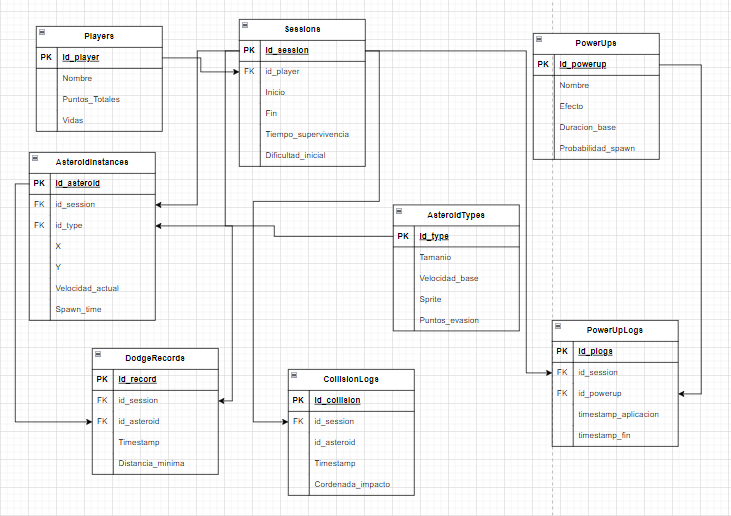 Players
PK id_player
Nombre
Puntos_Totales
Vidas
Sessions
PK id_session
FK id_player
Inicio
Fin
Tiempo_supervivencia
Dificultad_inicial
PowerUps
PK id_powerup
Nombre
Efecto
Duracion_base
Probabilidad_spawn
AsteroidInstances
PK id_asteroid
FK id_session
FK id_type
X
Y
Velocidad_actual
Spawn_time
AsteroidTypes
PK id_type
Tamanio
Velocidad_base
Sprite
Puntos_evasion
PowerUpLogs
PK id_plogs
FK id_session
FK id_powerup
timestamp_aplicacion
timestamp_fin
DodgeRecords
PK id_record
FK id_session
FK id_asteroid
Timestamp
Distancia_minima
CollisionLogs
PK id_collision
FK id_session
id_asteroid
Timestamp
Cordenada_impacto